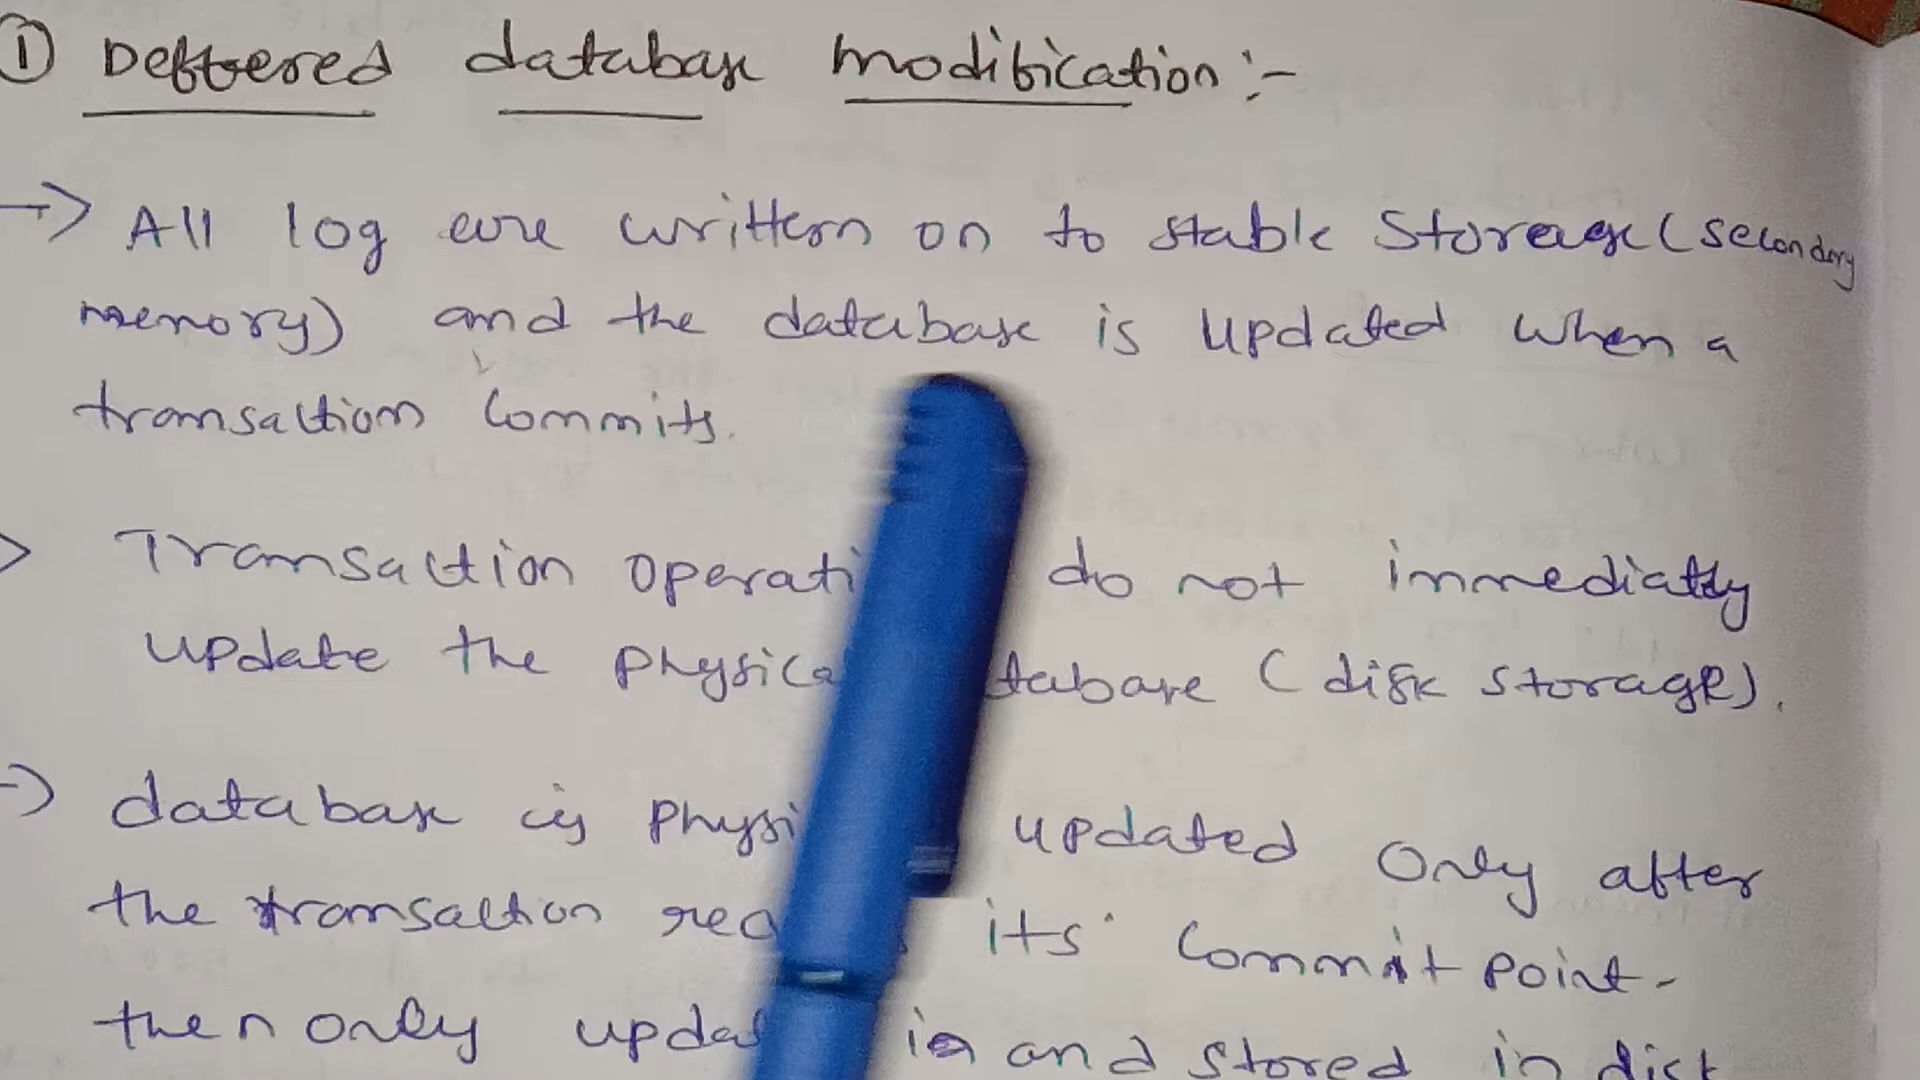 ① Deffered database modification :-
→ All log are written on to stable storage (secondary
memory) and the database is updated when a
transaction commits.
> Transaction operati do not immediatly
update the physica tabase (disk storage).
→ database is physi updated only after
the transaction rea its commit point-
then only updat is and stored in disk